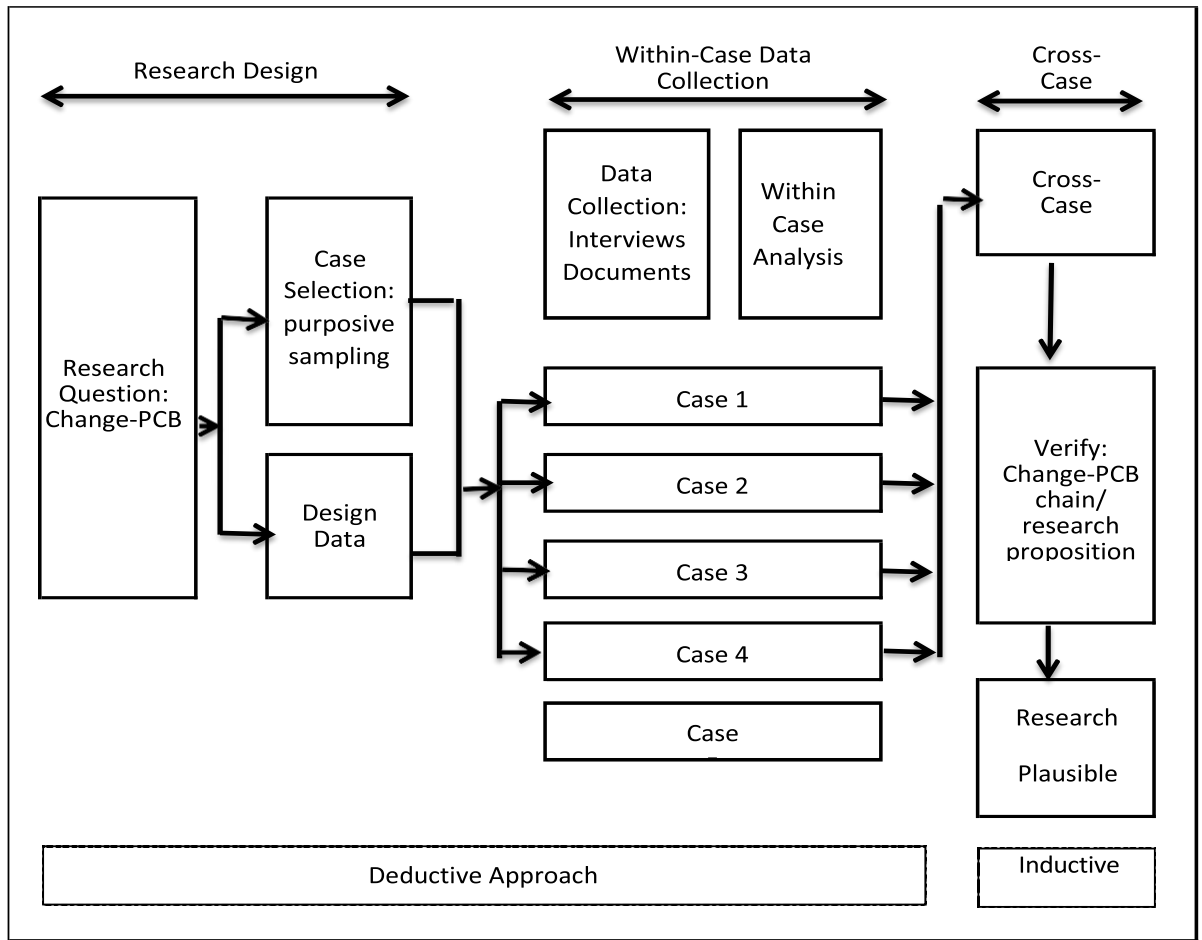 Research Design
Within-Case Data
Collection
Cross-
Case
Research
Question:
Change-PCB
Case
Selection:
purposive
sampling
Design
Data
Data
Collection:
Interviews
Documents
Within
Case
Analysis
Case 1
Case 2
Case 3
Case 4
Case
Cross-
Case
Verify:
Change-PCB
chain/
research
proposition
Research
Plausible
Deductive Approach
Inductive